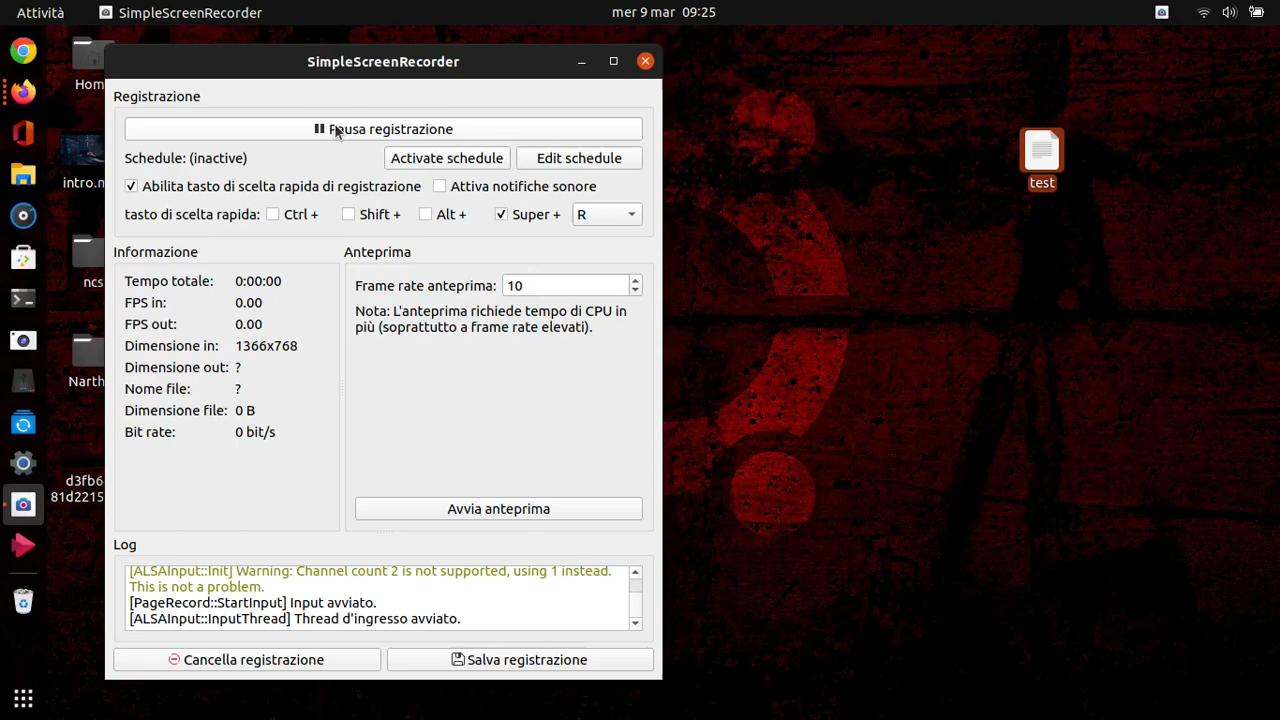 Attività
SimpleScreenRecorder
mer 9 mar 09:25
Home
intro.m
ncs
Narth
d3fb6
81d2215
test
SimpleScreenRecorder
Registrazione
Pausa registrazione
Schedule: (inactive)
Activate schedule
Edit schedule
Abilita tasto di scelta rapida di registrazione
Attiva notifiche sonore
tasto di scelta rapida:
Ctrl +
Shift +
Alt +
Super +
R
Informazione
Tempo totale: 0:00:00
FPS in: 0.00
FPS out: 0.00
Dimensione in: 1366x768
Dimensione out: ?
Nome file: ?
Dimensione file: 0 B
Bit rate: 0 bit/s
Anteprima
Frame rate anteprima: 10
Nota: L'anteprima richiede tempo di CPU in
più (soprattutto a frame rate elevati).
Avvia anteprima
Log
[ALSAInput::Init] Warning: Channel count 2 is not supported, using 1 instead.
This is not a problem.
[PageRecord::StartInput] Input avviato.
[ALSAInput::InputThread] Thread d'ingresso avviato.
Cancella registrazione
Salva registrazione